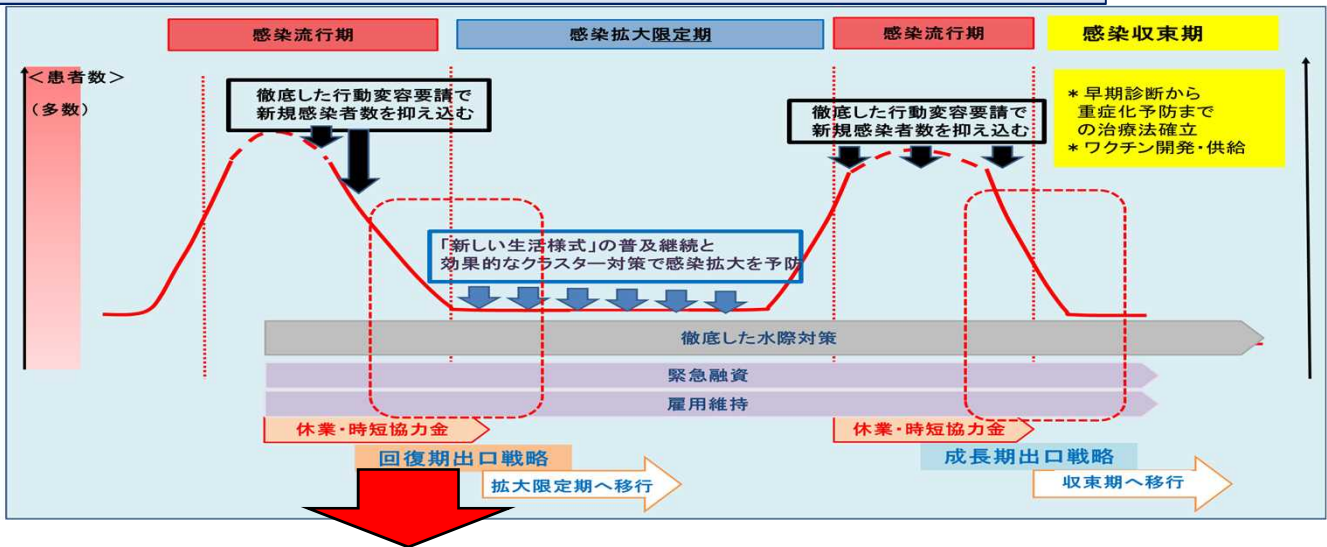 感染流行期
感染拡大限定期
感染流行期
感染収束期
＜患者数＞
（多数）
徹底した行動変容要請で
新規感染者数を抑え込む
徹底した行動変容要請で
新規感染者数を抑え込む
＊早期診断から
重症化予防まで
の治療法確立
＊ワクチン開発・供給
「新しい生活様式」の普及継続と
効果的なクラスター対策で感染拡大を予防
徹底した水際対策
緊急融資
雇用維持
休業・時短協力金
休業・時短協力金
回復期出口戦略
成長期出口戦略
拡大限定期へ移行
収束期へ移行